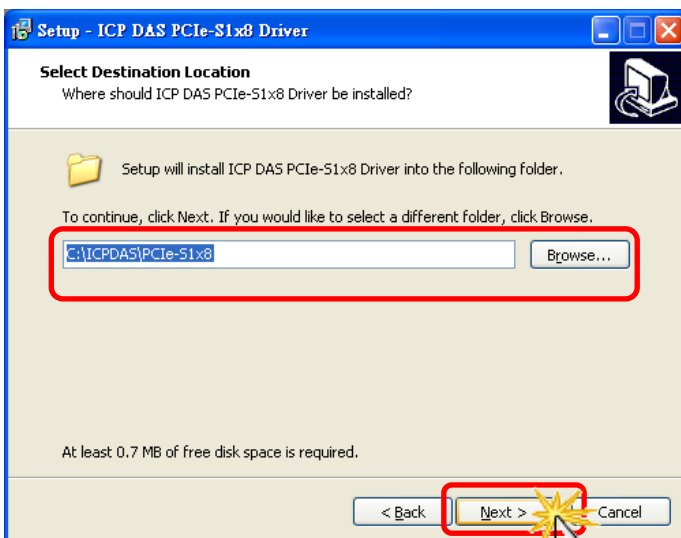 Setup - ICP DAS PCIe-S1x8 Driver
Select Destination Location
Where should ICP DAS PCIe-S1x8 Driver be installed?
Setup will install ICP DAS PCIe-S1x8 Driver into the following folder.
To continue, click Next. If you would like to select a different folder, click Browse.
C:\ICPDAS\PCIe-S1x8
Browse...
At least 0.7 MB of free disk space is required.
< Back
Next >
Cancel